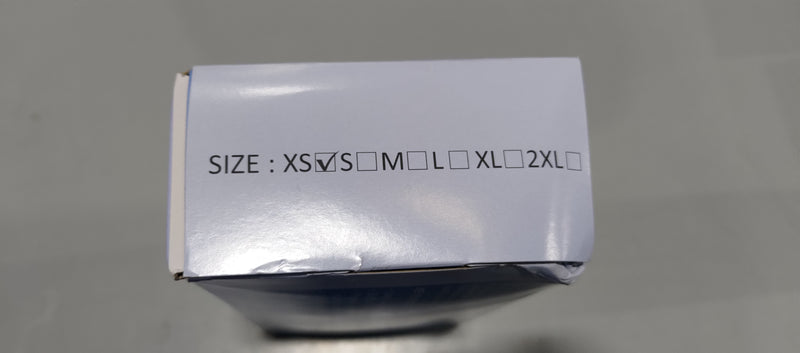 SIZE : XS☑S☐M☐L☐ XL☐2XL☐